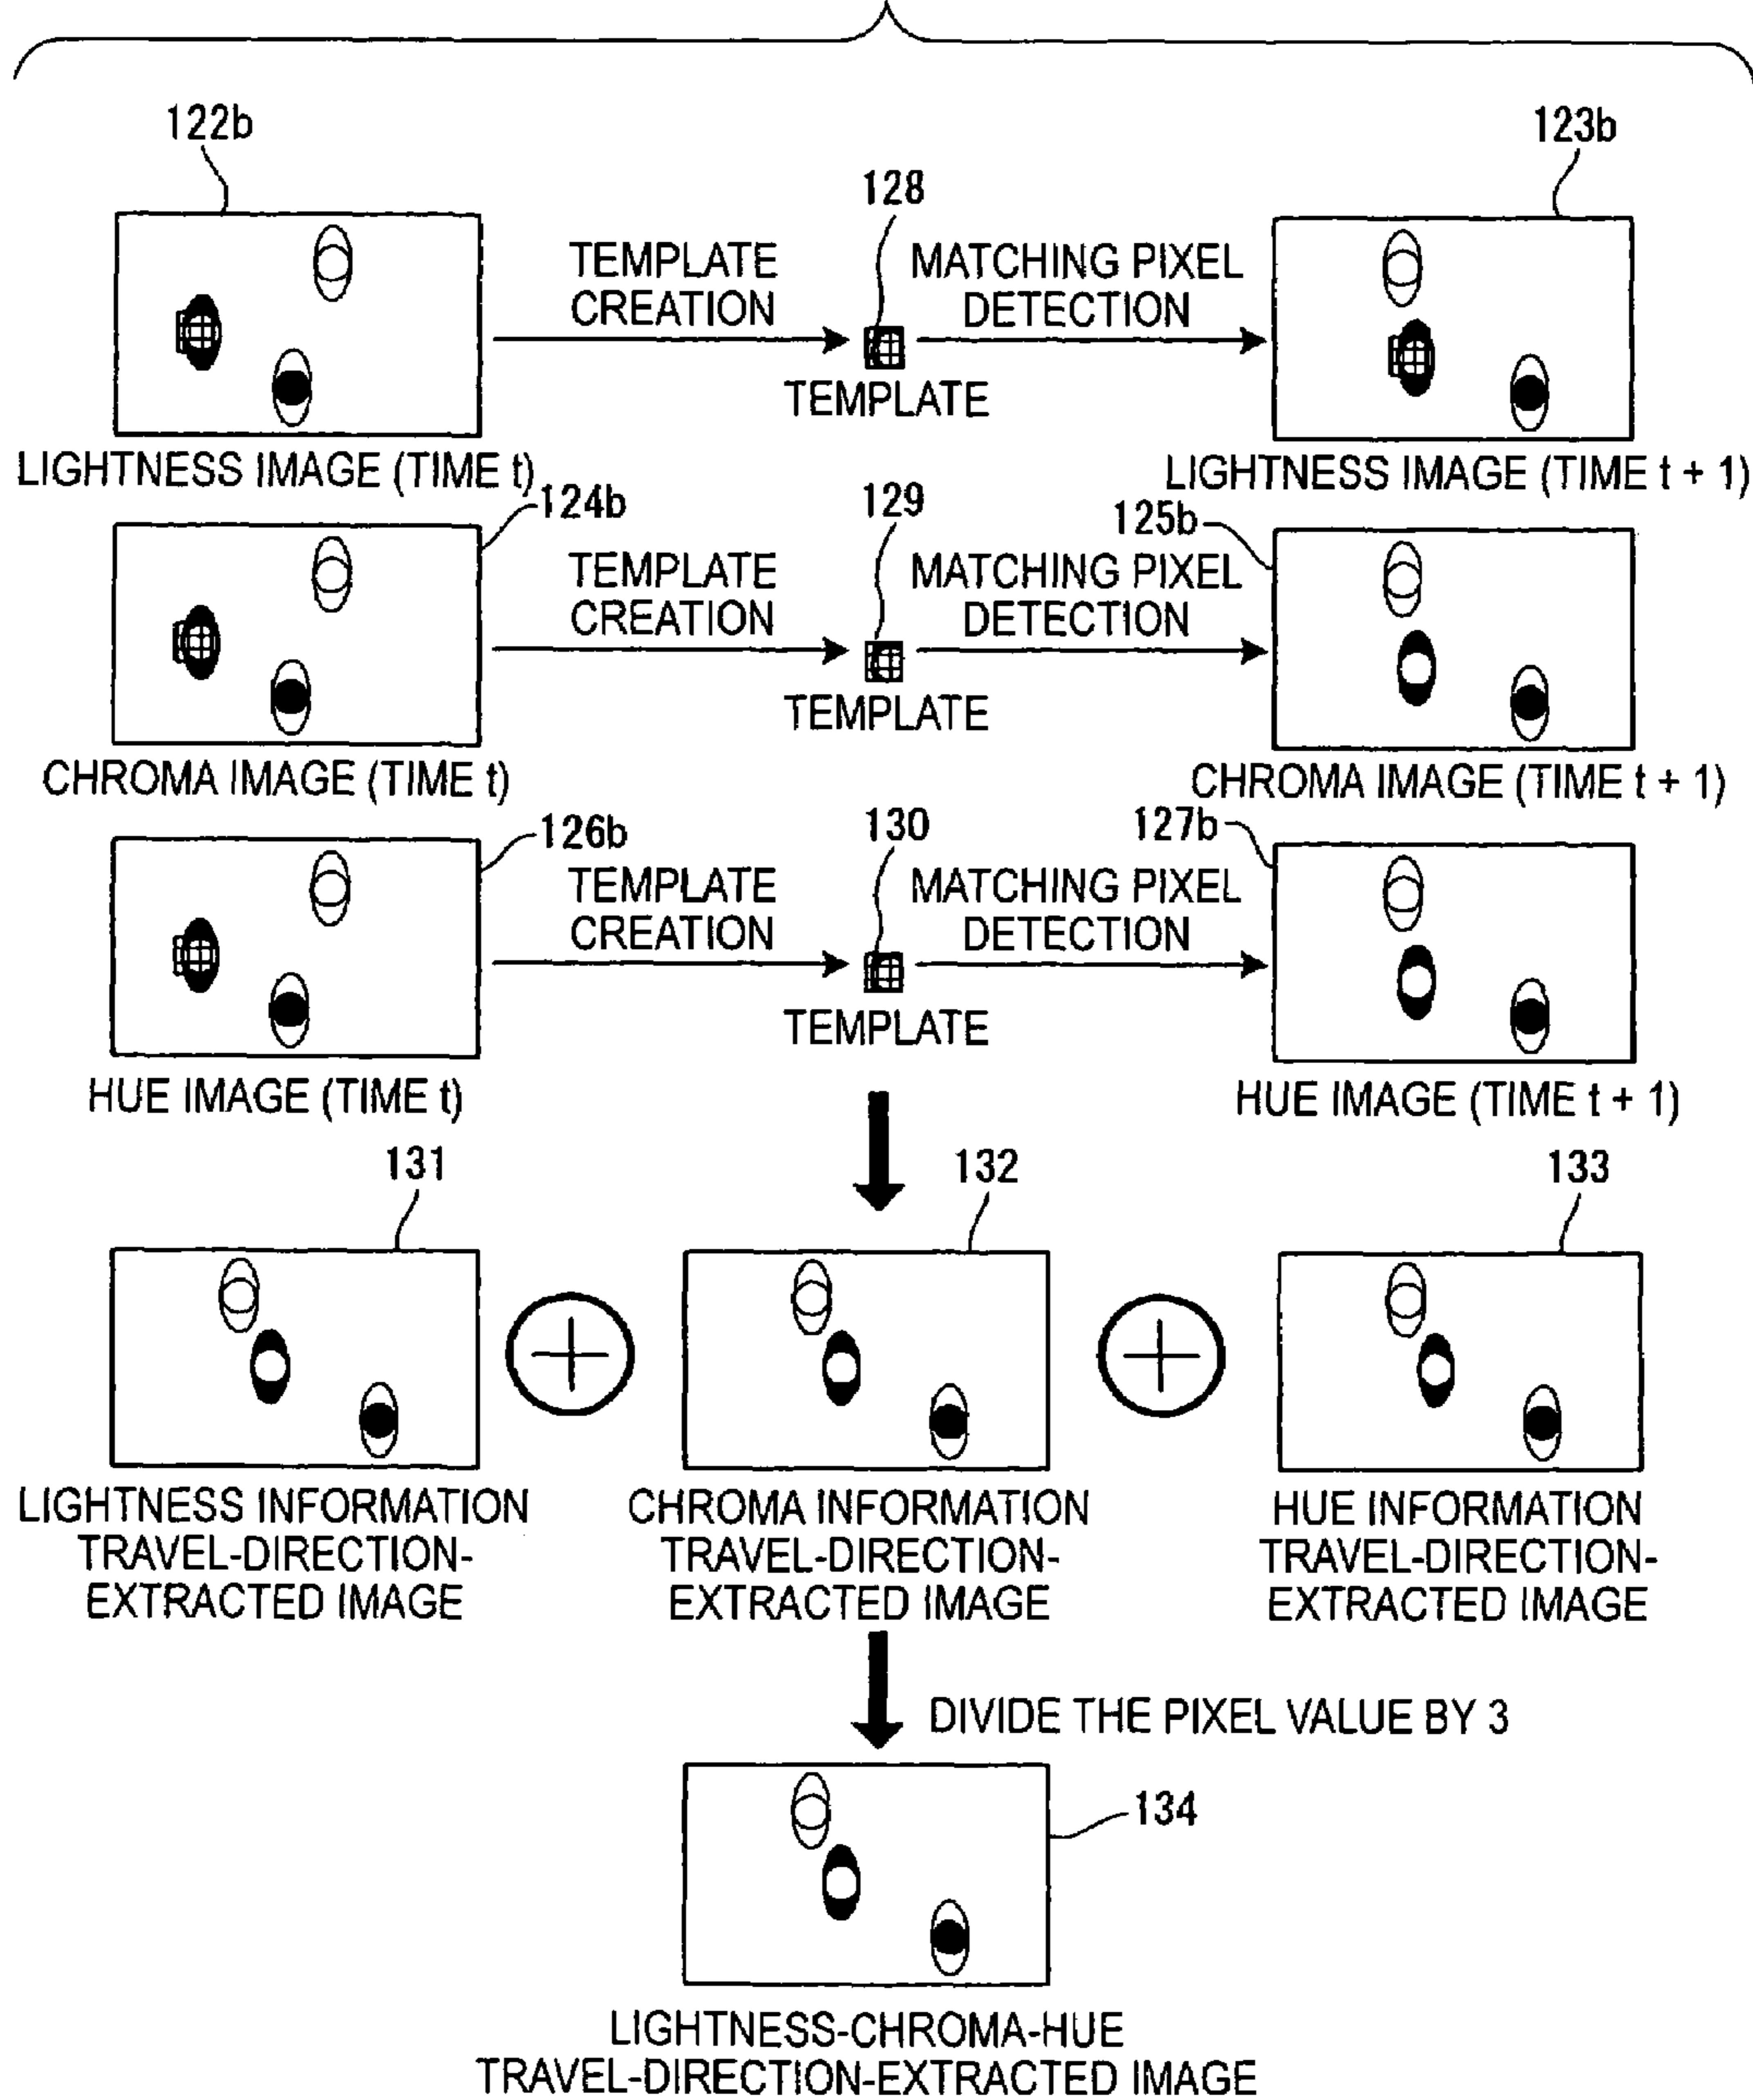 122b
123b
128
TEMPLATE CREATION
MATCHING PIXEL DETECTION
TEMPLATE
LIGHTNESS IMAGE (TIME t)
LIGHTNESS IMAGE (TIME t + 1)
124b
129
125b
TEMPLATE CREATION
MATCHING PIXEL DETECTION
TEMPLATE
CHROMA IMAGE (TIME t)
CHROMA IMAGE (TIME t + 1)
126b
130
127b
TEMPLATE CREATION
MATCHING PIXEL DETECTION
TEMPLATE
HUE IMAGE (TIME t)
HUE IMAGE (TIME t + 1)
131
132
133
LIGHTNESS INFORMATION
TRAVEL-DIRECTION-
EXTRACTED IMAGE
CHROMA INFORMATION
TRAVEL-DIRECTION-
EXTRACTED IMAGE
HUE INFORMATION
TRAVEL-DIRECTION-
EXTRACTED IMAGE
DIVIDE THE PIXEL VALUE BY 3
134
LIGHTNESS-CHROMA-HUE
TRAVEL-DIRECTION-EXTRACTED IMAGE